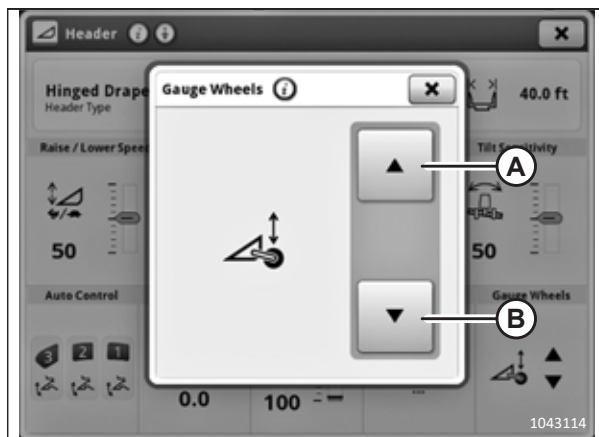 Header
Hinged Drape
Header Type
Gauge Wheels
40.0 ft
Raise / Lower Spee
Tilt Sensitivity
A
50
50
Auto Control
Gauge Wheels
B
3 2 1
0.0
100
...
1043114